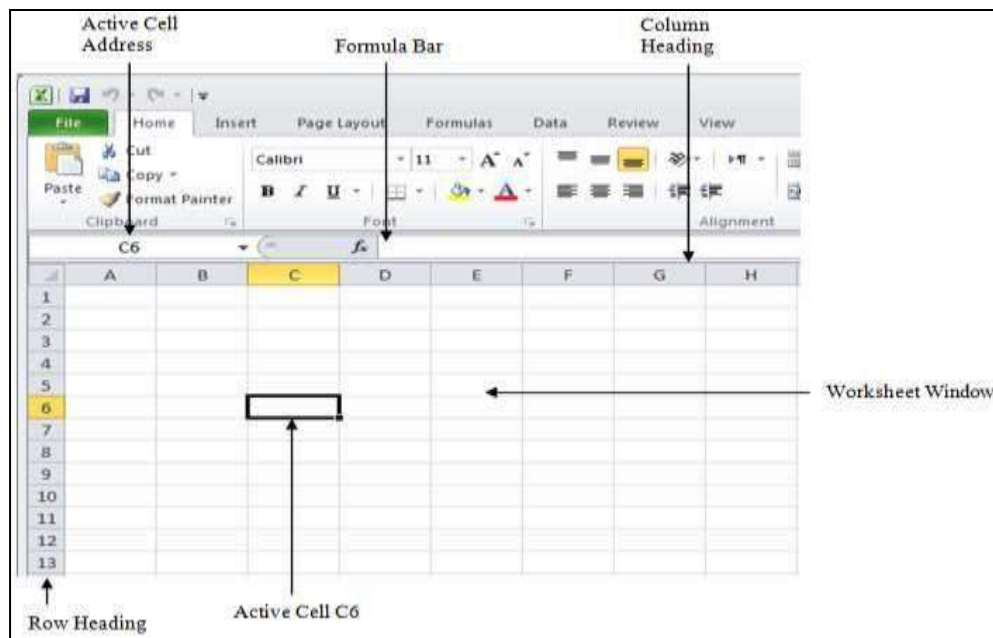 Active Cell
Address
Formula Bar
Column
Heading
File Home Insert Page Layout Formulas Data Review View
Cut
Copy
Paste
Format Painter
Calibri 11 A A
B I U A
Clipboard Font Alignment
C6 fx
A B C D E F G H
1
2
3
4
5
6
7
8
9
10
11
12
13
Worksheet Window
Active Cell C6
Row Heading